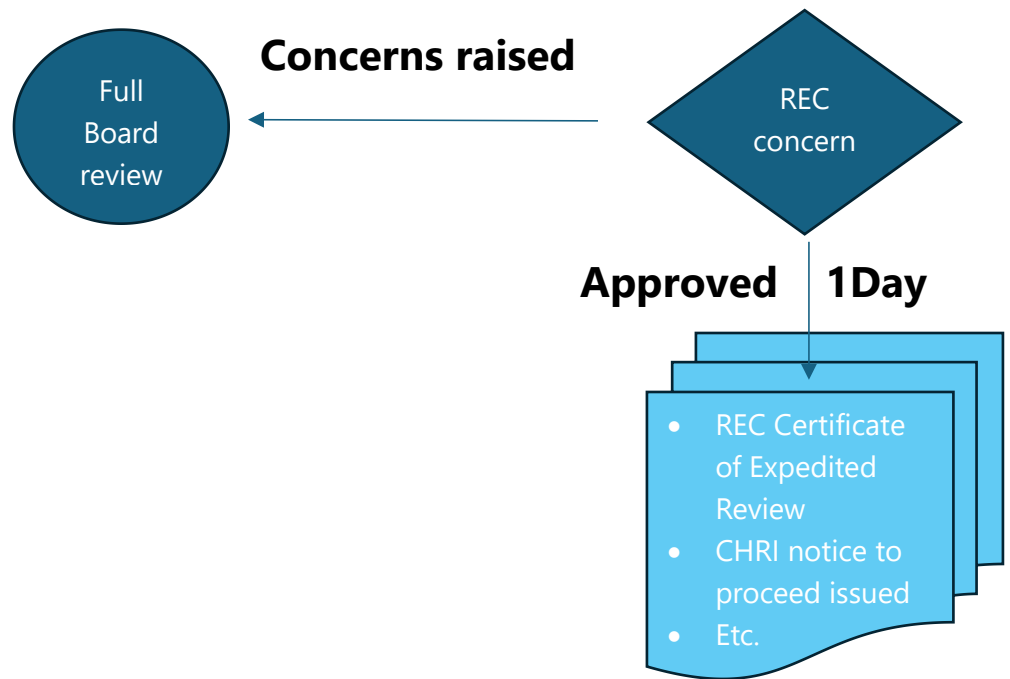 Concerns raised
Full
Board
review
REC
concern
Approved 1Day
• REC Certificate
of Expedited
Review
• CHRI notice to
proceed issued
• Etc.